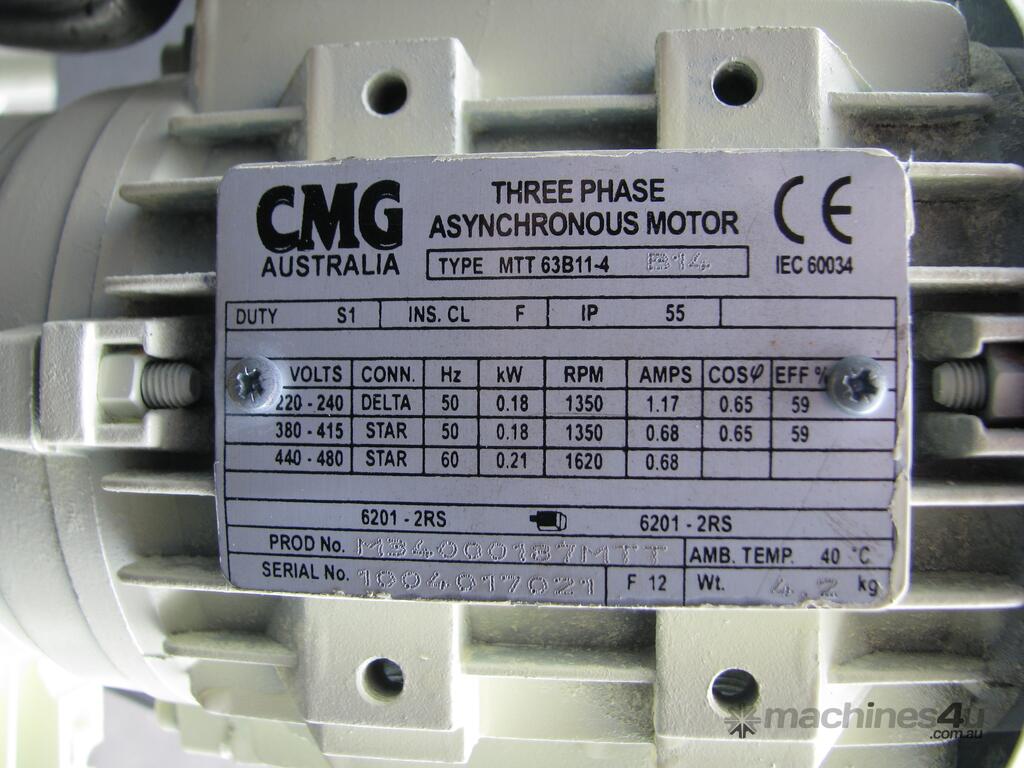 CMG
AUSTRALIA
THREE PHASE
ASYNCHRONOUS MOTOR
TYPE MTT 63B11-4 B14
CE
IEC 60034
DUTY S1 INS. CL F IP 55
VOLTS CONN. Hz kW RPM AMPS COSφ EFF %
220 - 240 DELTA 50 0.18 1350 1.17 0.65 59
380 - 415 STAR 50 0.18 1350 0.68 0.65 59
440 - 480 STAR 60 0.21 1620 0.68
6201 - 2RS 6201 - 2RS
PROD No. M34000187MTT AMB. TEMP. 40 °C
SERIAL No. 1004017021 F 12 Wt. 4.2 kg
machines4u
.com.au